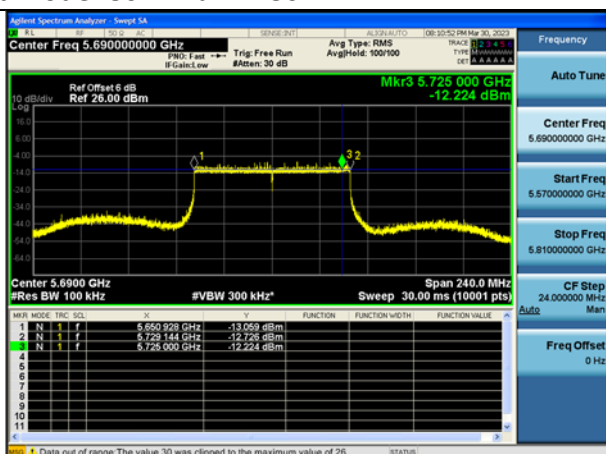 Agilent Spectrum Analyzer - Swept SA
RL RF 50 Ω AC SENSE:INT ALIGN AUTO 08:10:52 PM Mar 30, 2023
Center Freq 5.690000000 GHz
PNO: Fast
IFGain:Low
Trig: Free Run
#Atten: 30 dB
Avg Type: RMS
Avg|Hold: 100/100
TRACE 1 2 3 4 5 6
TYPE
DET A A A A A A
Frequency
Auto Tune
Ref Offset 6 dB
Ref 26.00 dBm
10 dB/div
Log
Mkr3 5.725 000 GHz
-12.224 dBm
16.0
6.00
-4.00
-14.0
-24.0
-34.0
-44.0
-54.0
-64.0
1
3 2
Center 5.6900 GHz
#Res BW 100 kHz
#VBW 300 kHz*
Span 240.0 MHz
Sweep 30.00 ms (10001 pts)
Center Freq
5.690000000 GHz
Start Freq
5.570000000 GHz
Stop Freq
5.810000000 GHz
CF Step
24.000000 MHz
Auto Man
Freq Offset
0 Hz
MKR MODE TRC SCL X Y FUNCTION FUNCTION WIDTH FUNCTION VALUE
1 N 1 f 5.650 928 GHz -13.059 dBm
2 N 1 f 5.729 144 GHz -12.726 dBm
3 N 1 f 5.725 000 GHz -12.224 dBm
4
5
6
7
8
9
10
11
MSG Data out of range:The value 30 was clipped to the maximum value of 26. STATUS